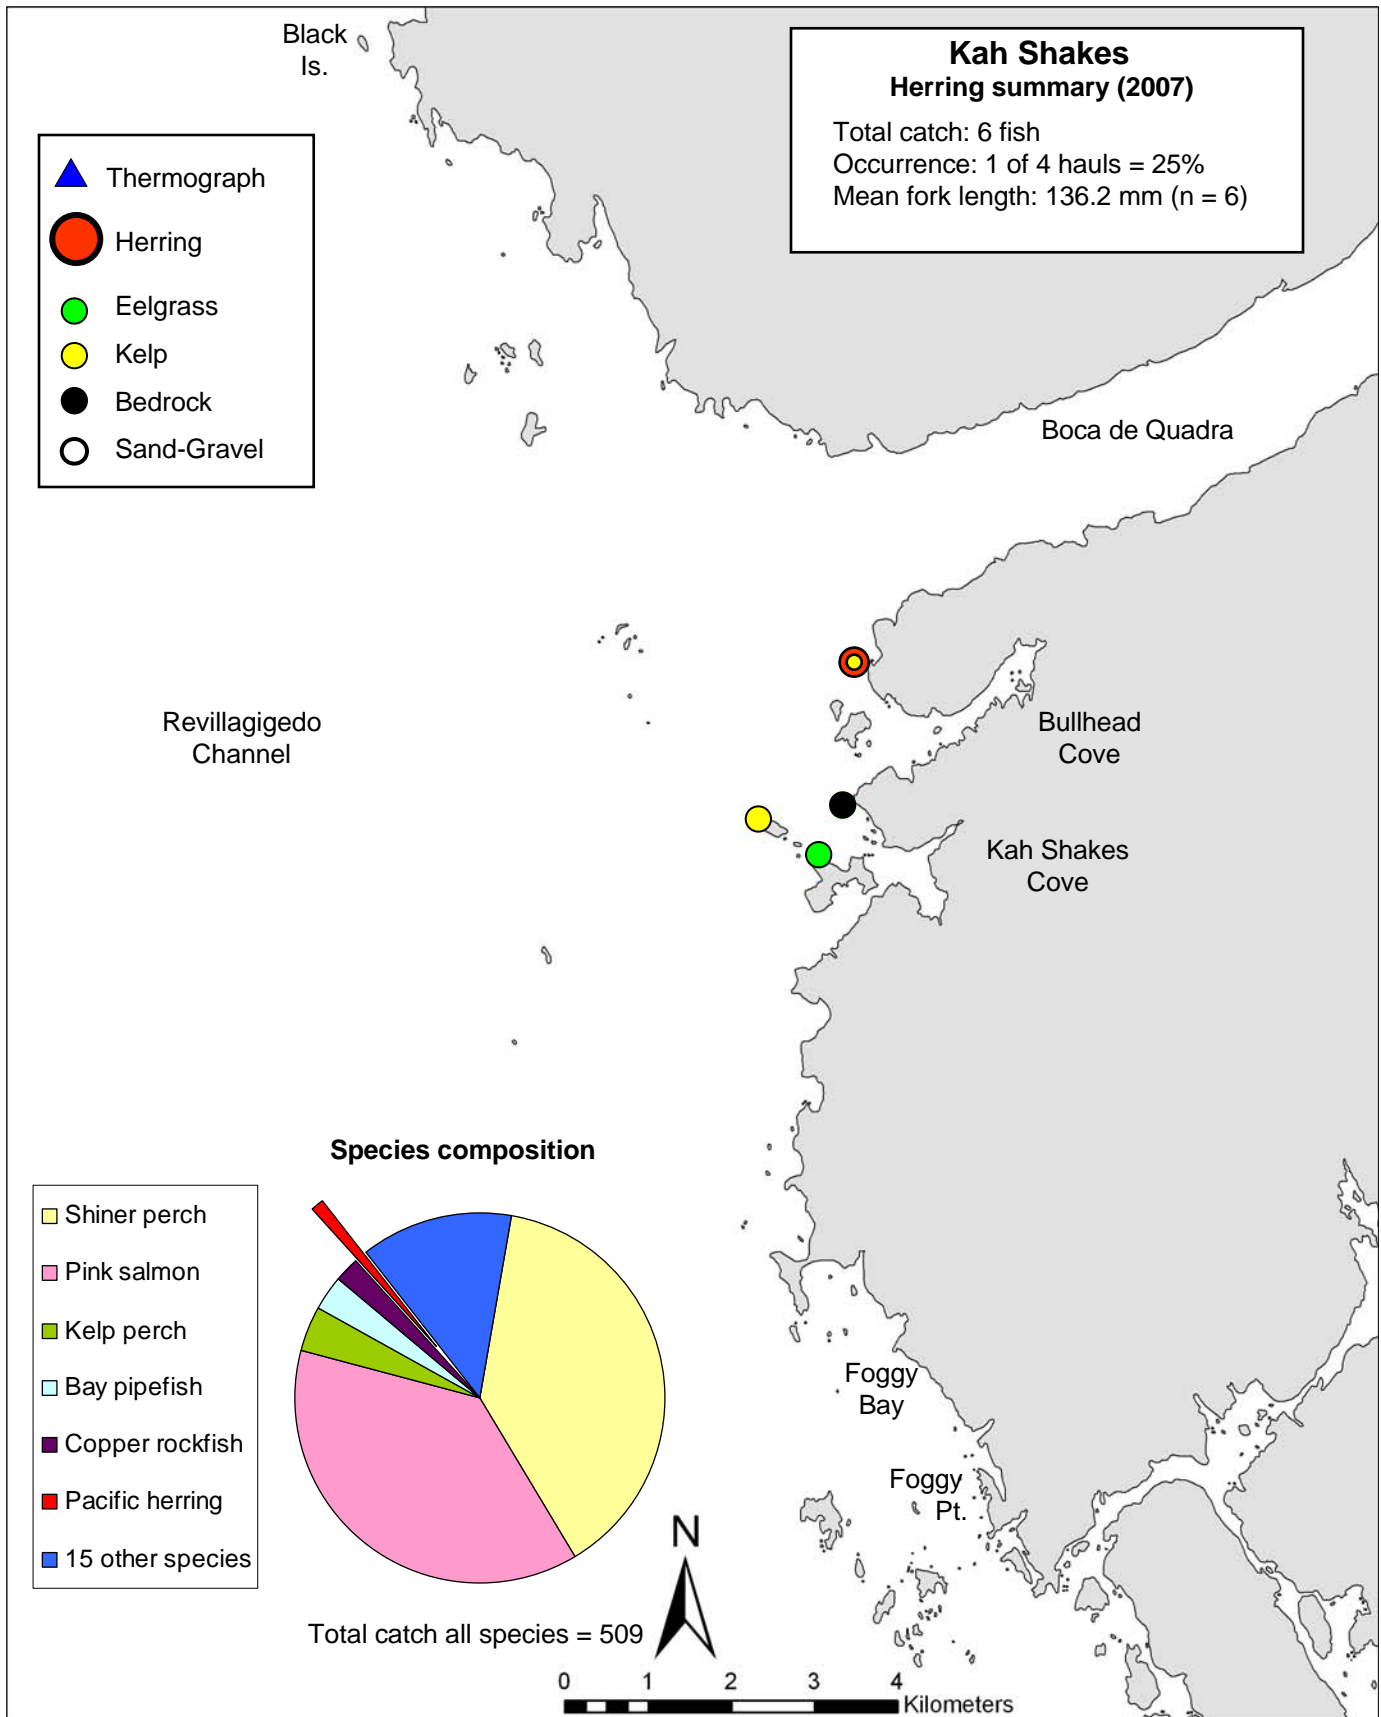 Black
Is.
Kah Shakes
Herring summary (2007)
Total catch: 6 fish
Occurrence: 1 of 4 hauls = 25%
Mean fork length: 136.2 mm (n = 6)
Thermograph
Herring
Eelgrass
Kelp
Bedrock
Sand-Gravel
Boca de Quadra
Revillagigedo
Channel
Bullhead
Cove
Kah Shakes
Cove
Species composition
Shiner perch
Pink salmon
Kelp perch
Bay pipefish
Copper rockfish
Pacific herring
15 other species
Total catch all species = 509
Foggy
Bay
Foggy
Pt.
N
0 1 2 3 4
Kilometers